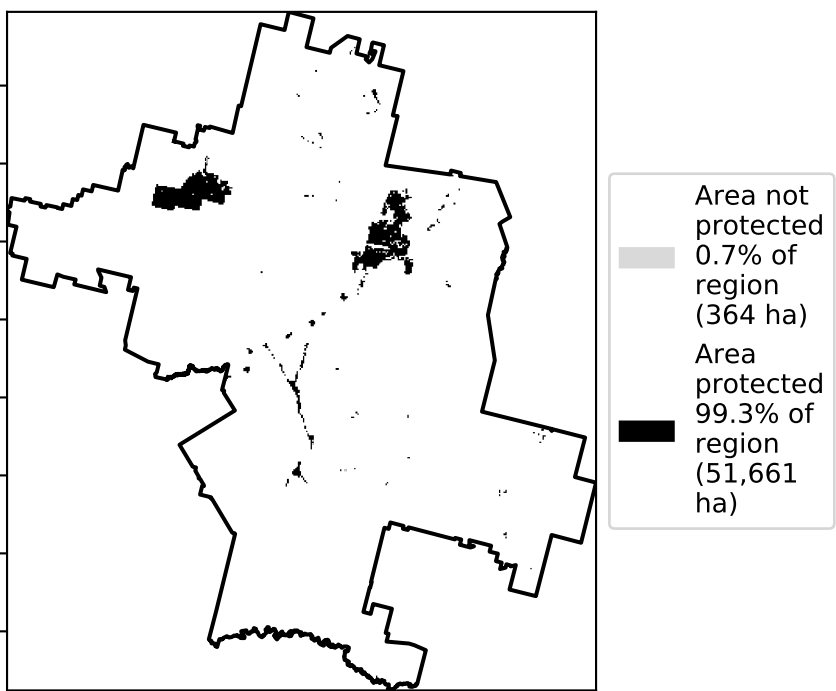 Area not
protected
0.7% of
region
(364 ha)
Area
protected
99.3% of
region
(51,661
ha)